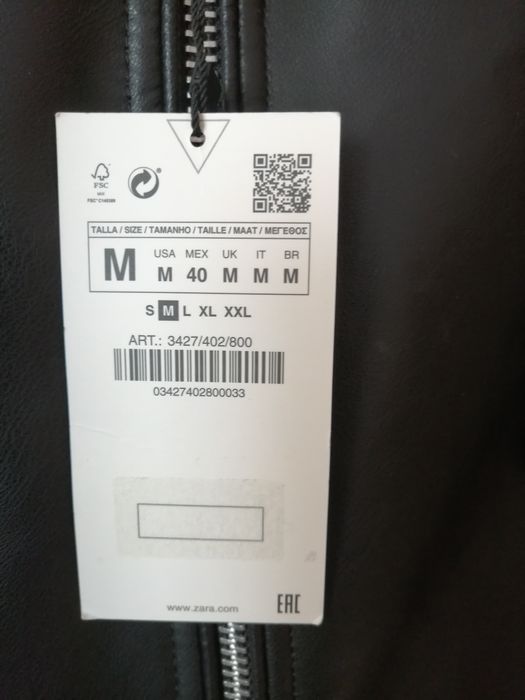 FSC
MIX
TALLA / SIZE / TAMANHO / TAILLE / MAAT / ΜΕΓΕΘΟΣ
M USA MEX UK IT BR
M 40 M M M
S M L XL XXL
ART.: 3427/402/800
03427402800033
www.zara.com
EAC